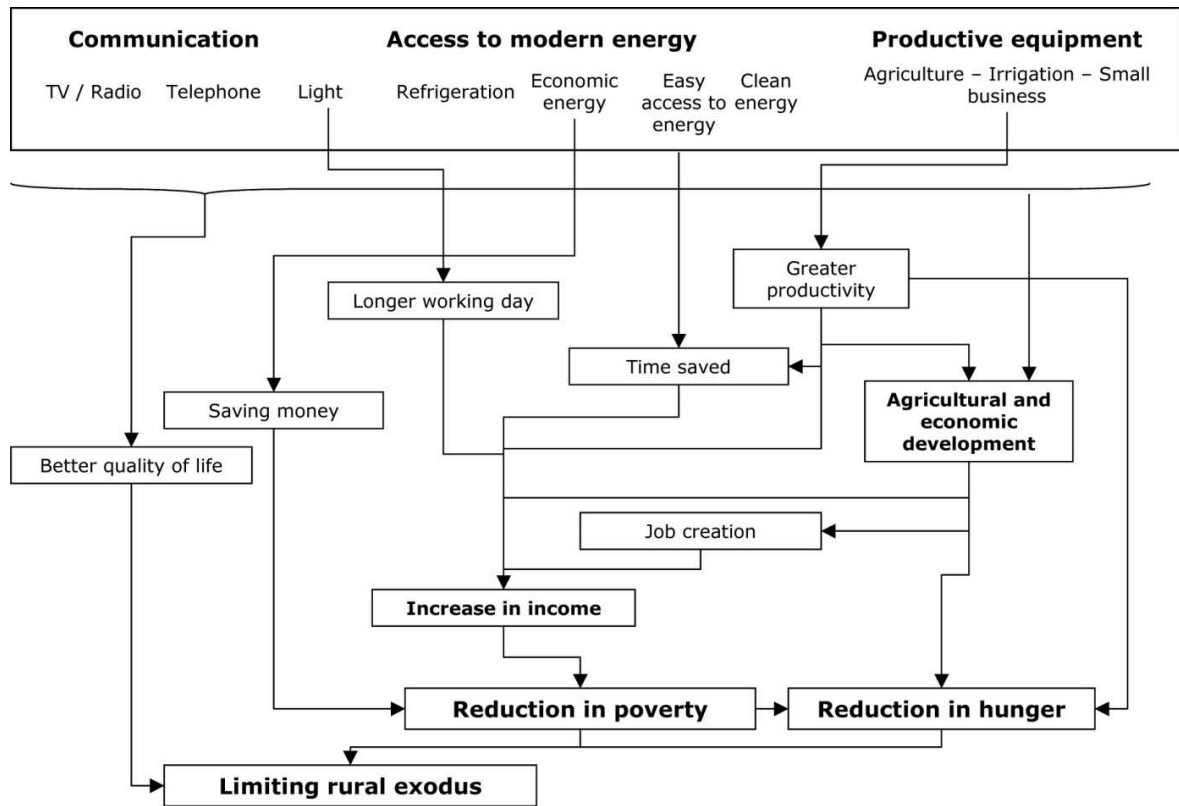 Communication
Access to modern energy
Productive equipment
TV / Radio
Telephone
Light
Refrigeration
Economic
energy
Easy
access to
energy
Clean
energy
Agriculture – Irrigation – Small
business
Greater
productivity
Longer working day
Time saved
Saving money
Agricultural and
economic
development
Better quality of life
Job creation
Increase in income
Reduction in poverty
Reduction in hunger
Limiting rural exodus